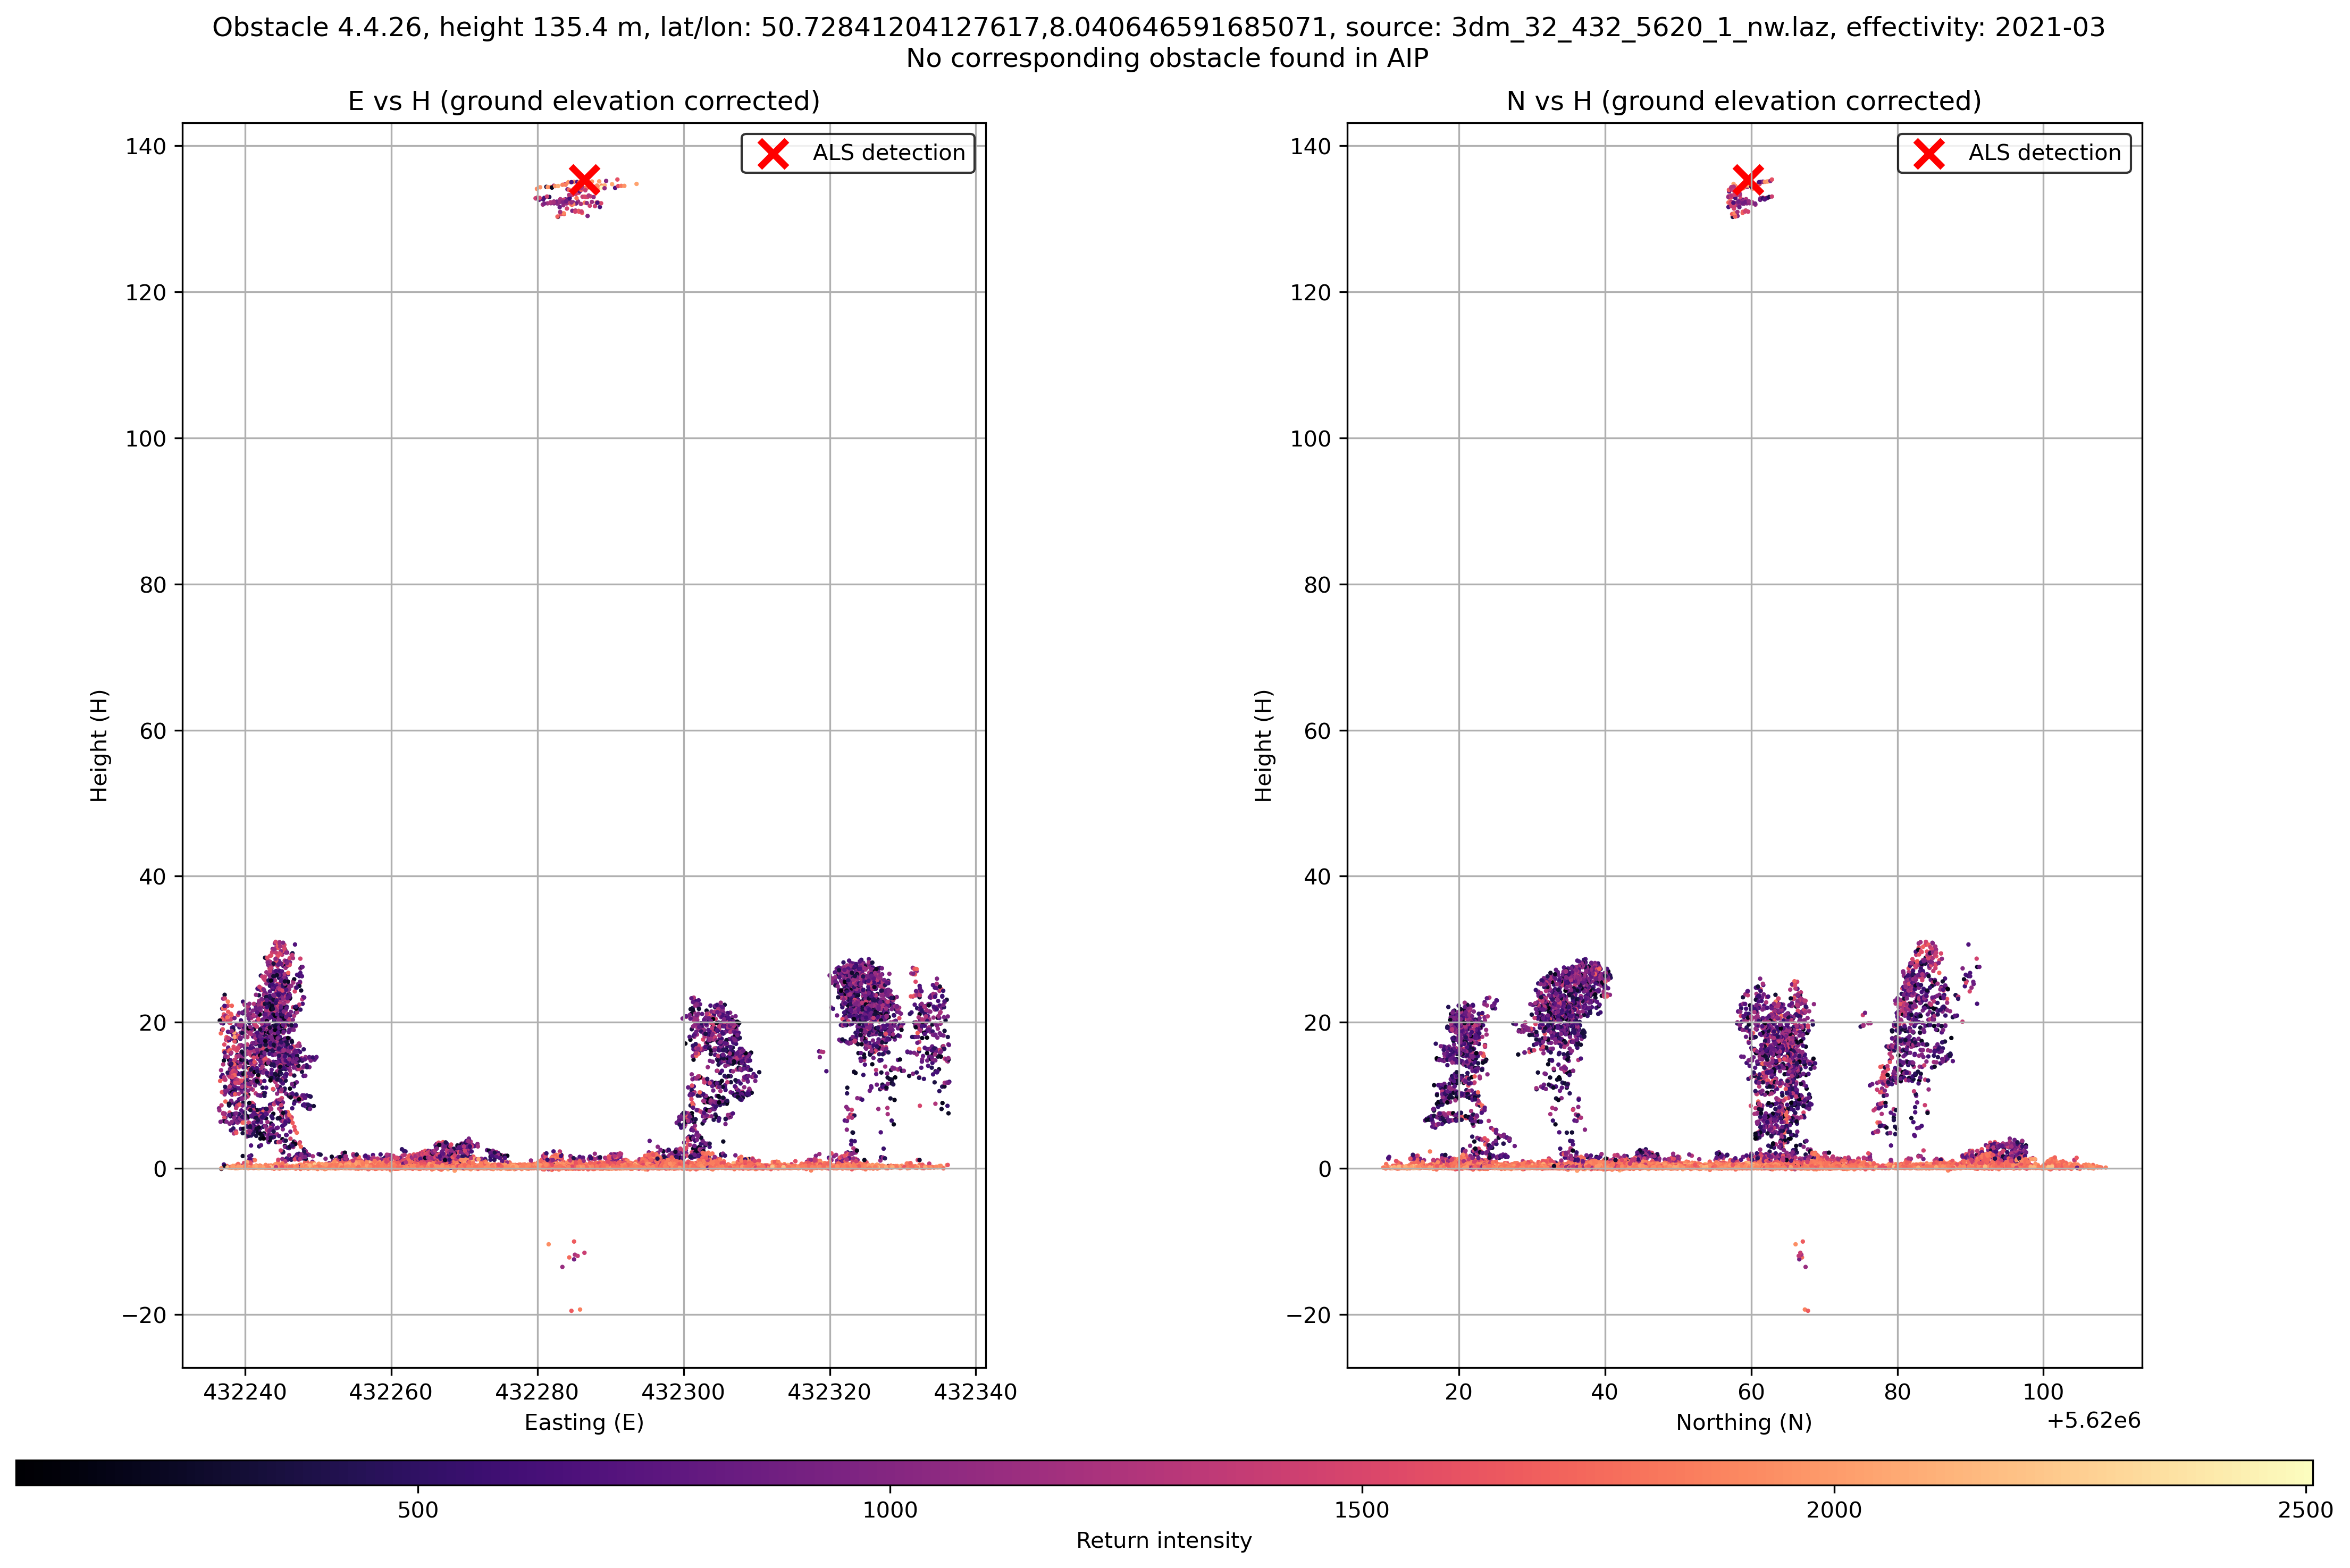 Obstacle 4.4.26, height 135.4 m, lat/lon: 50.72841204127617,8.040646591685071, source: 3dm_32_432_5620_1_nw.laz, effectivity: 2021-03
No corresponding obstacle found in AIP
E vs H (ground elevation corrected)
ALS detection
140
120
100
80
60
40
20
0
−20
Height (H)
432240 432260 432280 432300 432320 432340
Easting (E)
N vs H (ground elevation corrected)
ALS detection
140
120
100
80
60
40
20
0
−20
Height (H)
20 40 60 80 100
Northing (N)
+5.62e6
500 1000 1500 2000 2500
Return intensity